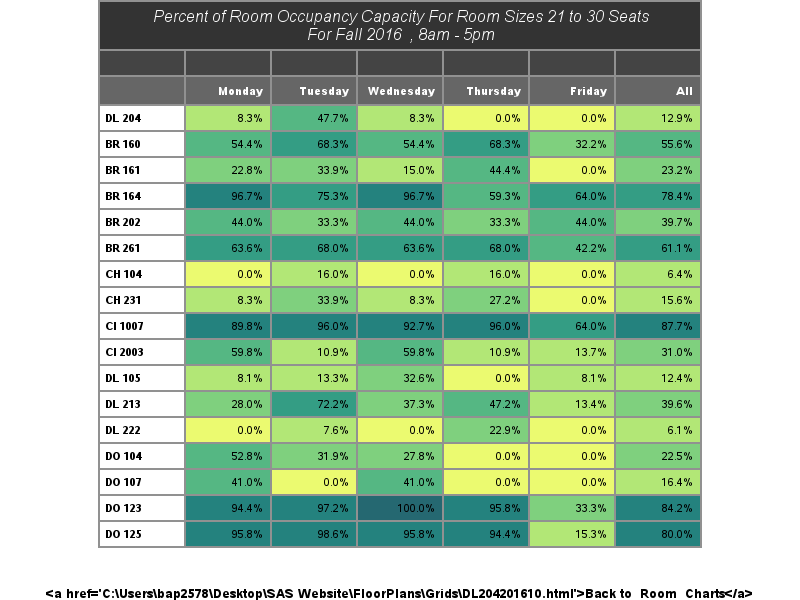 Percent of Room Occupancy Capacity For Room Sizes 21 to 30 Seats
For Fall 2016 , 8am - 5pm
Monday Tuesday Wednesday Thursday Friday All
DL 204 8.3% 47.7% 8.3% 0.0% 0.0% 12.9%
BR 160 54.4% 68.3% 54.4% 68.3% 32.2% 55.6%
BR 161 22.8% 33.9% 15.0% 44.4% 0.0% 23.2%
BR 164 96.7% 75.3% 96.7% 59.3% 64.0% 78.4%
BR 202 44.0% 33.3% 44.0% 33.3% 44.0% 39.7%
BR 261 63.6% 68.0% 63.6% 68.0% 42.2% 61.1%
CH 104 0.0% 16.0% 0.0% 16.0% 0.0% 6.4%
CH 231 8.3% 33.9% 8.3% 27.2% 0.0% 15.6%
CI 1007 89.8% 96.0% 92.7% 96.0% 64.0% 87.7%
CI 2003 59.8% 10.9% 59.8% 10.9% 13.7% 31.0%
DL 105 8.1% 13.3% 32.6% 0.0% 8.1% 12.4%
DL 213 28.0% 72.2% 37.3% 47.2% 13.4% 39.6%
DL 222 0.0% 7.6% 0.0% 22.9% 0.0% 6.1%
DO 104 52.8% 31.9% 27.8% 0.0% 0.0% 22.5%
DO 107 41.0% 0.0% 41.0% 0.0% 0.0% 16.4%
DO 123 94.4% 97.2% 100.0% 95.8% 33.3% 84.2%
DO 125 95.8% 98.6% 95.8% 94.4% 15.3% 80.0%
<a href='C:\Users\bap2578\Desktop\SAS Website\FloorPlans\Grids\DL204201610.html'>Back to Room Charts</a>